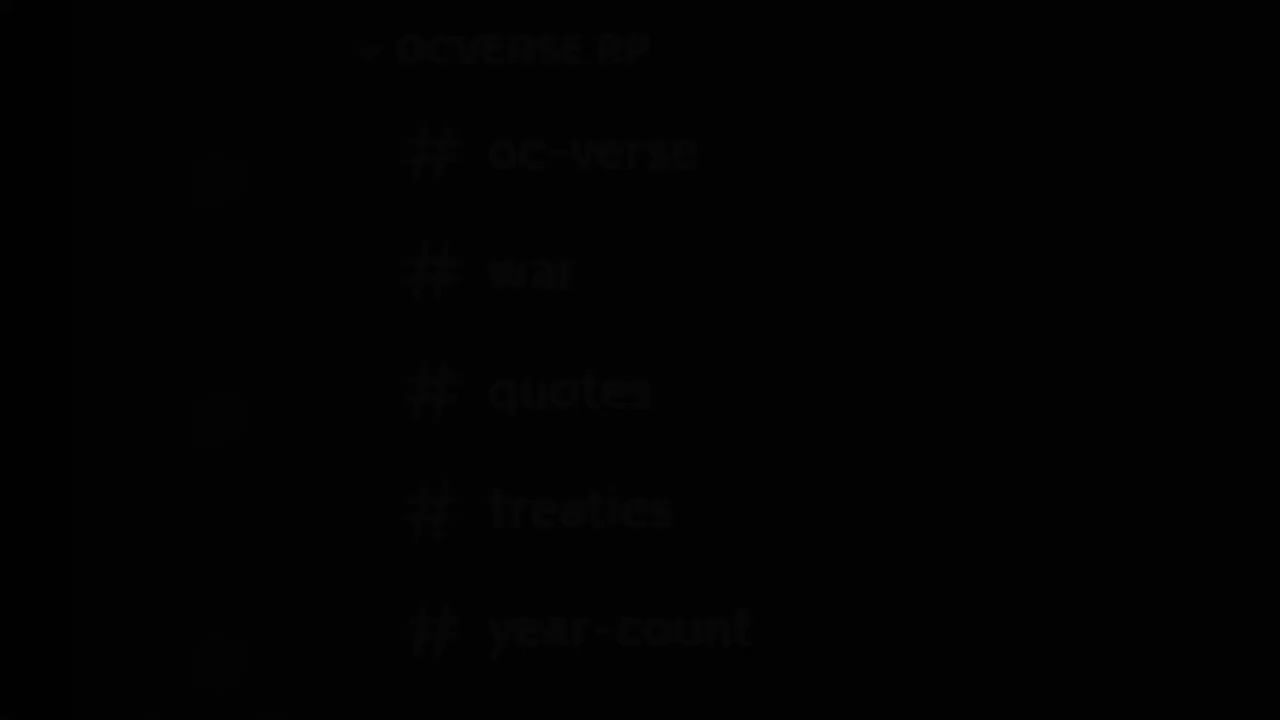 OCVERSE RP
# oc-verse
# war
# quotes
# treaties
# year-count